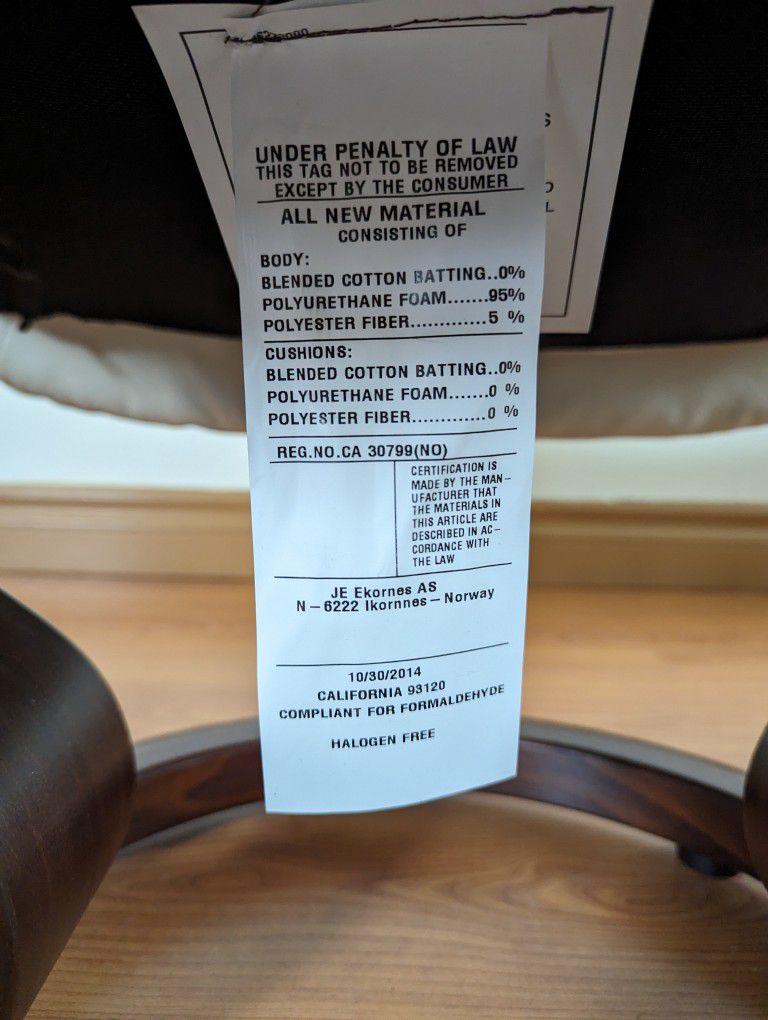 UNDER PENALTY OF LAW
THIS TAG NOT TO BE REMOVED
EXCEPT BY THE CONSUMER
ALL NEW MATERIAL
CONSISTING OF
BODY:
BLENDED COTTON BATTING..0%
POLYURETHANE FOAM.......95%
POLYESTER FIBER.............5 %
CUSHIONS:
BLENDED COTTON BATTING..0%
POLYURETHANE FOAM.......0 %
POLYESTER FIBER.............0 %
REG.NO.CA 30799(NO)
CERTIFICATION IS
MADE BY THE MAN–
UFACTURER THAT
THE MATERIALS IN
THIS ARTICLE ARE
DESCRIBED IN AC–
CORDANCE WITH
THE LAW
JE Ekornes AS
N–6222 Ikornnes–Norway
10/30/2014
CALIFORNIA 93120
COMPLIANT FOR FORMALDEHYDE
HALOGEN FREE